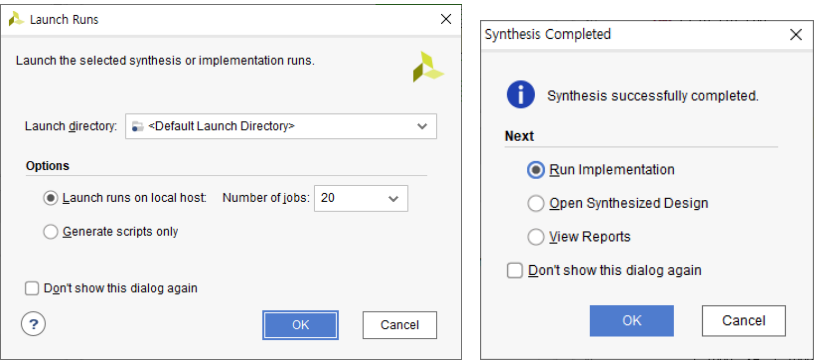 Launch Runs
Launch the selected synthesis or implementation runs.
Launch directory: <Default Launch Directory>
Options
Launch runs on local host: Number of jobs: 20
Generate scripts only
Don't show this dialog again
?
OK Cancel
Synthesis Completed
Synthesis successfully completed.
Next
Run Implementation
Open Synthesized Design
View Reports
Don't show this dialog again
OK Cancel